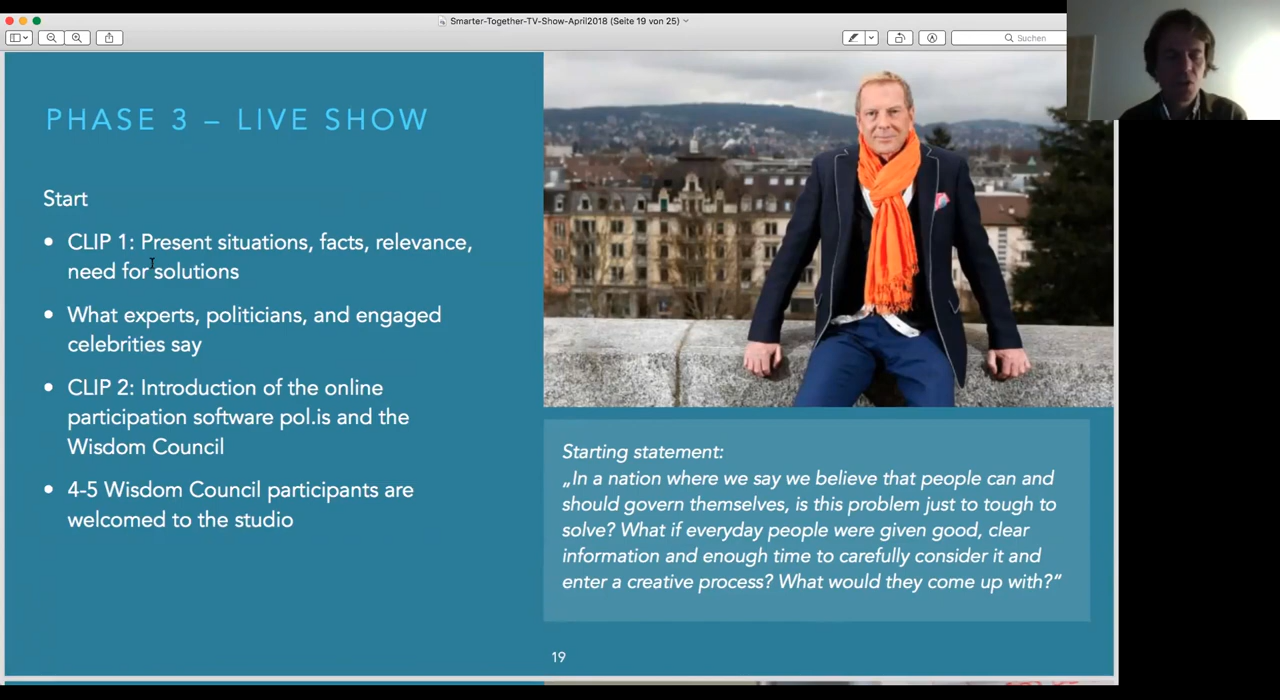 Smarter-Together-TV-Show-April2018 (Seite 19 von 25)
Suchen
PHASE 3 – LIVE SHOW
Start
• CLIP 1: Present situations, facts, relevance,
need for solutions
• What experts, politicians, and engaged
celebrities say
• CLIP 2: Introduction of the online
participation software pol.is and the
Wisdom Council
• 4-5 Wisdom Council participants are
welcomed to the studio
Starting statement:
„In a nation where we say we believe that people can and
should govern themselves, is this problem just to tough to
solve? What if everyday people were given good, clear
information and enough time to carefully consider it and
enter a creative process? What would they come up with?“
19